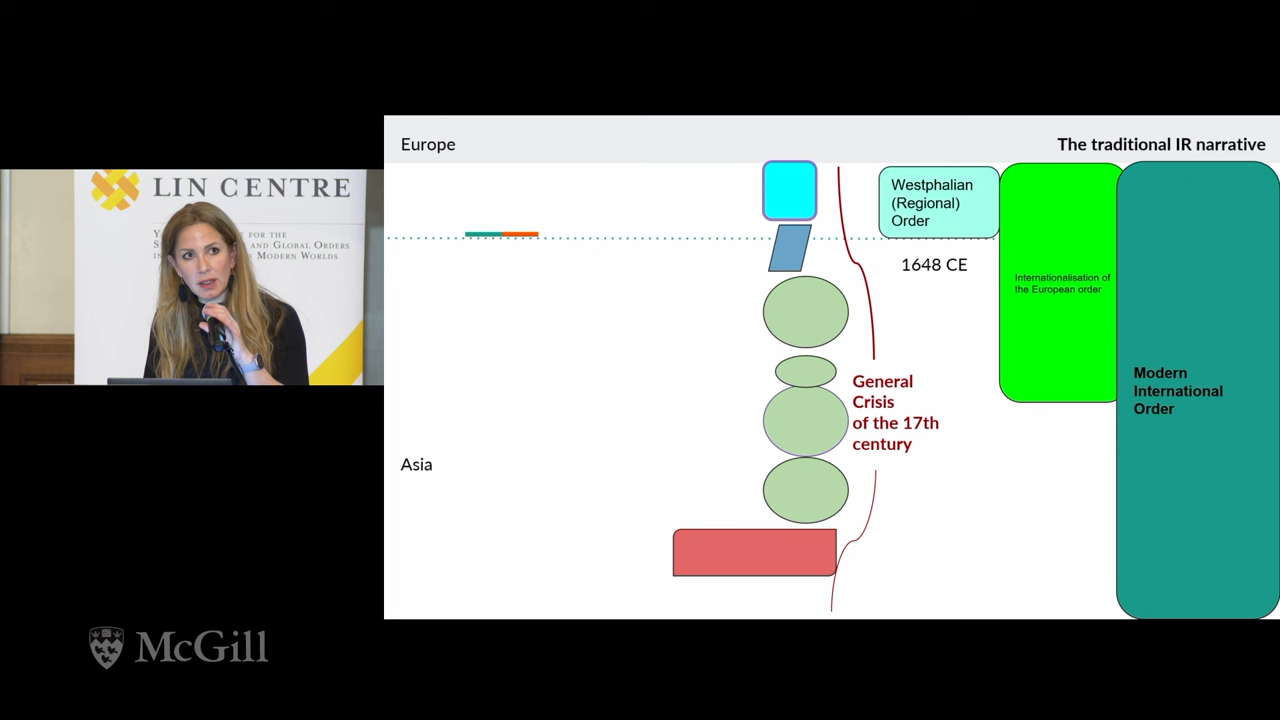 LIN CENTRE
FOR THE
AND GLOBAL ORDERS
MODERN WORLDS
McGill
Europe
The traditional IR narrative
Westphalian
(Regional)
Order
1648 CE
Internationalisation of
the European order
Modern
International
Order
General
Crisis
of the 17th
century
Asia